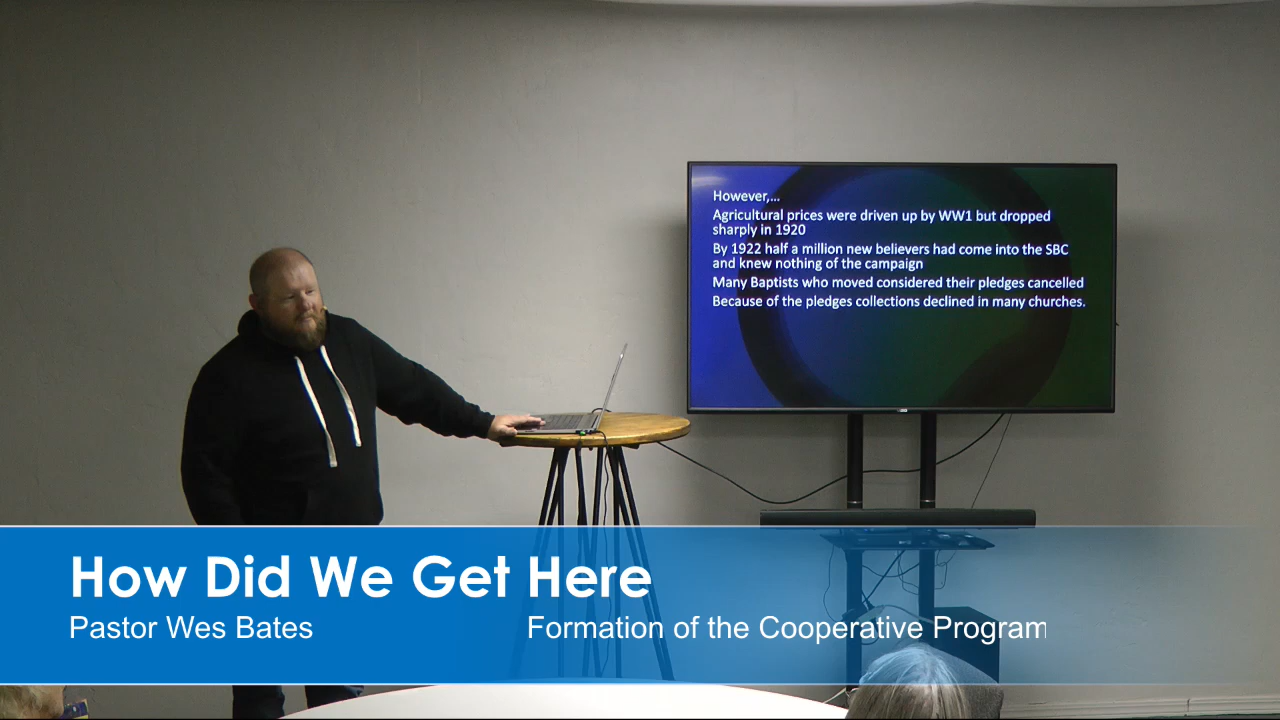 However,...
Agricultural prices were driven up by WW1 but dropped
sharply in 1920
By 1922 half a million new believers had come into the SBC
and knew nothing of the campaign
Many Baptists who moved considered their pledges cancelled
Because of the pledges collections declined in many churches.
How Did We Get Here
Pastor Wes Bates
Formation of the Cooperative Program